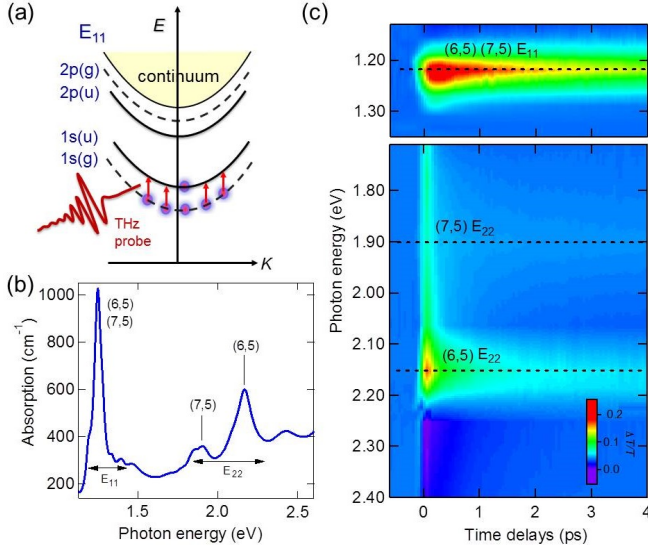 (a)
E₁₁
E
2p(g)
continuum
2p(u)
1s(u)
1s(g)
THz
probe
K
(b)
1000
(6,5)
(7,5)
(6,5)
(7,5)
800
600
400
200
E₁₁
E₂₂
Absorption (cm⁻¹)
1.5
2.0
2.5
Photon energy (eV)
(c)
(6,5) (7,5) E₁₁
1.20
1.30
1.80
(7,5) E₂₂
1.90
2.00
2.10
(6,5) E₂₂
2.20
2.30
2.40
Photon energy (eV)
0.2
0.1
0.0
ΔT/T
0
1
2
3
4
Time delays (ps)